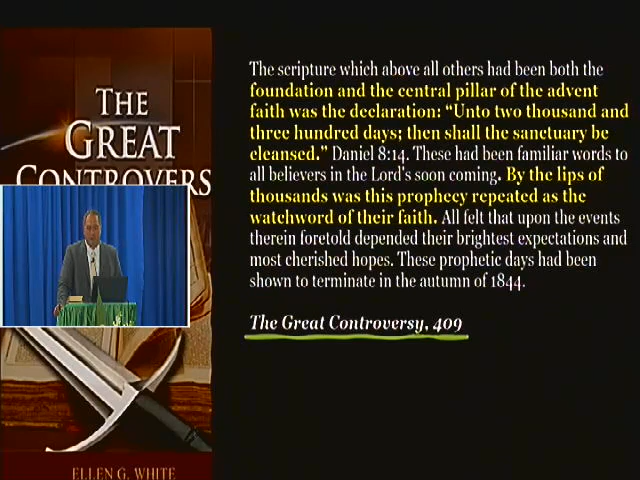 THE
GREAT
CONTROVERS
ELLEN G. WHITE
The scripture which above all others had been both the
foundation and the central pillar of the advent
faith was the declaration: “Unto two thousand and
three hundred days; then shall the sanctuary be
cleansed.” Daniel 8:14. These had been familiar words to
all believers in the Lord's soon coming. By the lips of
thousands was this prophecy repeated as the
watchword of their faith. All felt that upon the events
therein foretold depended their brightest expectations and
most cherished hopes. These prophetic days had been
shown to terminate in the autumn of 1844.
The Great Controversy, 409